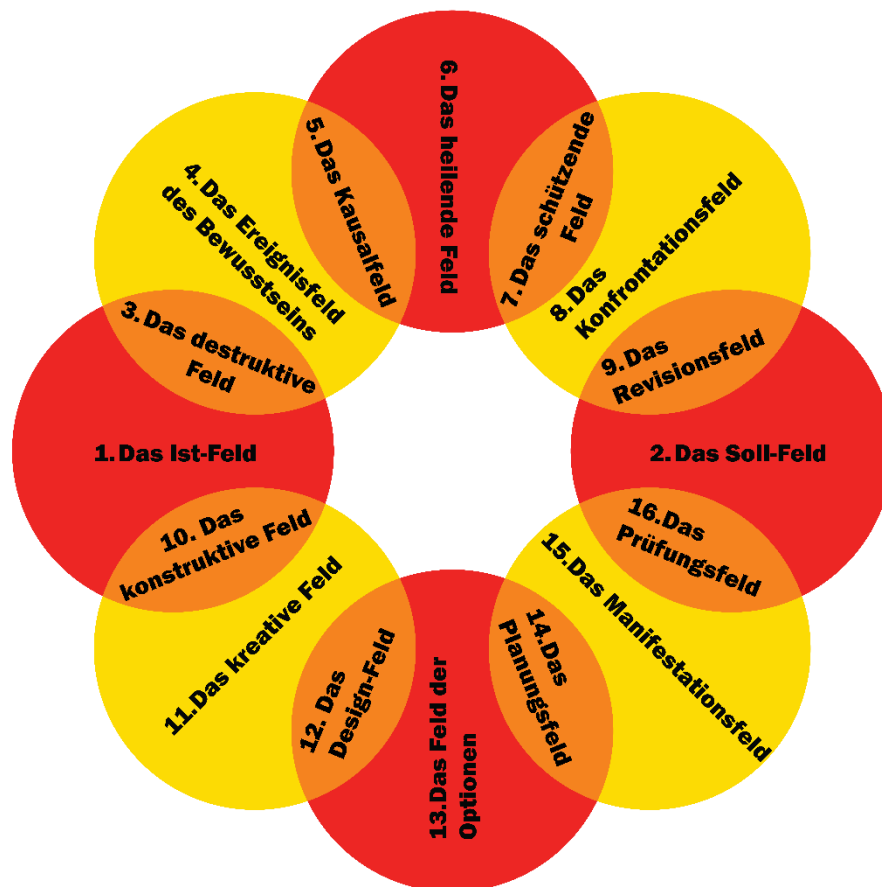 1. Das Ist-Feld
2. Das Soll-Feld
3. Das destruktive
Feld
4. Das Ereignisfeld
des Bewusstseins
5. Das Kausalfeld
6. Das heilende Feld
7. Das schützende
Feld
8. Das
Konfrontationsfeld
9. Das
Revisionsfeld
10. Das
konstruktive Feld
11. Das kreative Feld
12. Das
Design-Feld
13. Das Feld der
Optionen
14. Das
Planungsfeld
15. Das Manifestationsfeld
16. Das
Prüfungsfeld